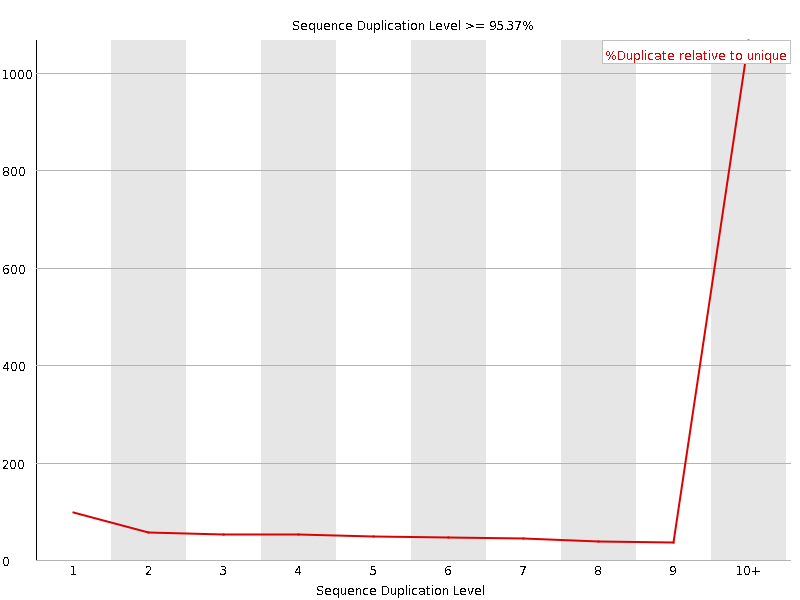 Sequence Duplication Level >= 95.37%
%Duplicate relative to unique
1000
800
600
400
200
0
1 2 3 4 5 6 7 8 9 10+
Sequence Duplication Level